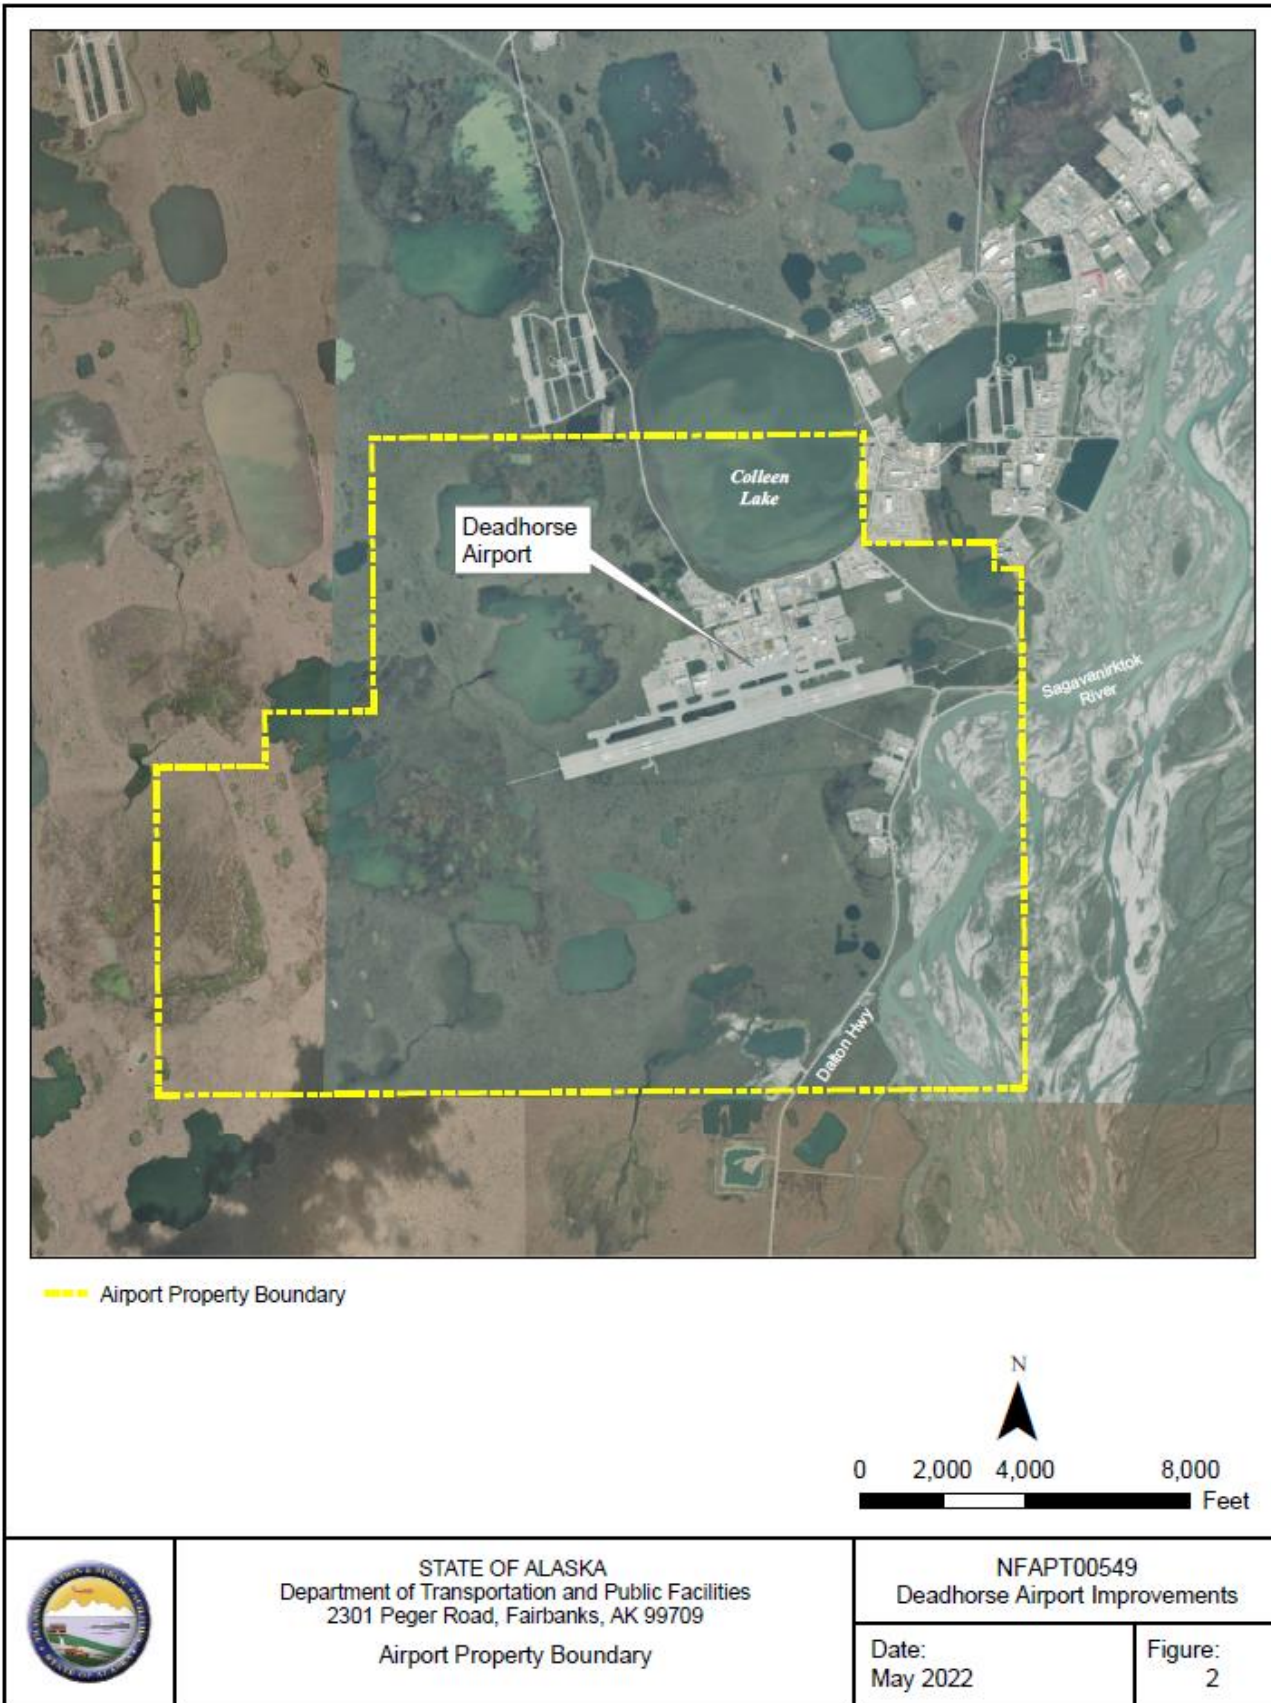 Colleen
Lake
Deadhorse
Airport
Sagavanirktok
River
Dalton Hwy
Airport Property Boundary
N
0 2,000 4,000 8,000
Feet
STATE OF ALASKA
Department of Transportation and Public Facilities
2301 Peger Road, Fairbanks, AK 99709
Airport Property Boundary
NFAPT00549
Deadhorse Airport Improvements
Date:
May 2022
Figure:
2